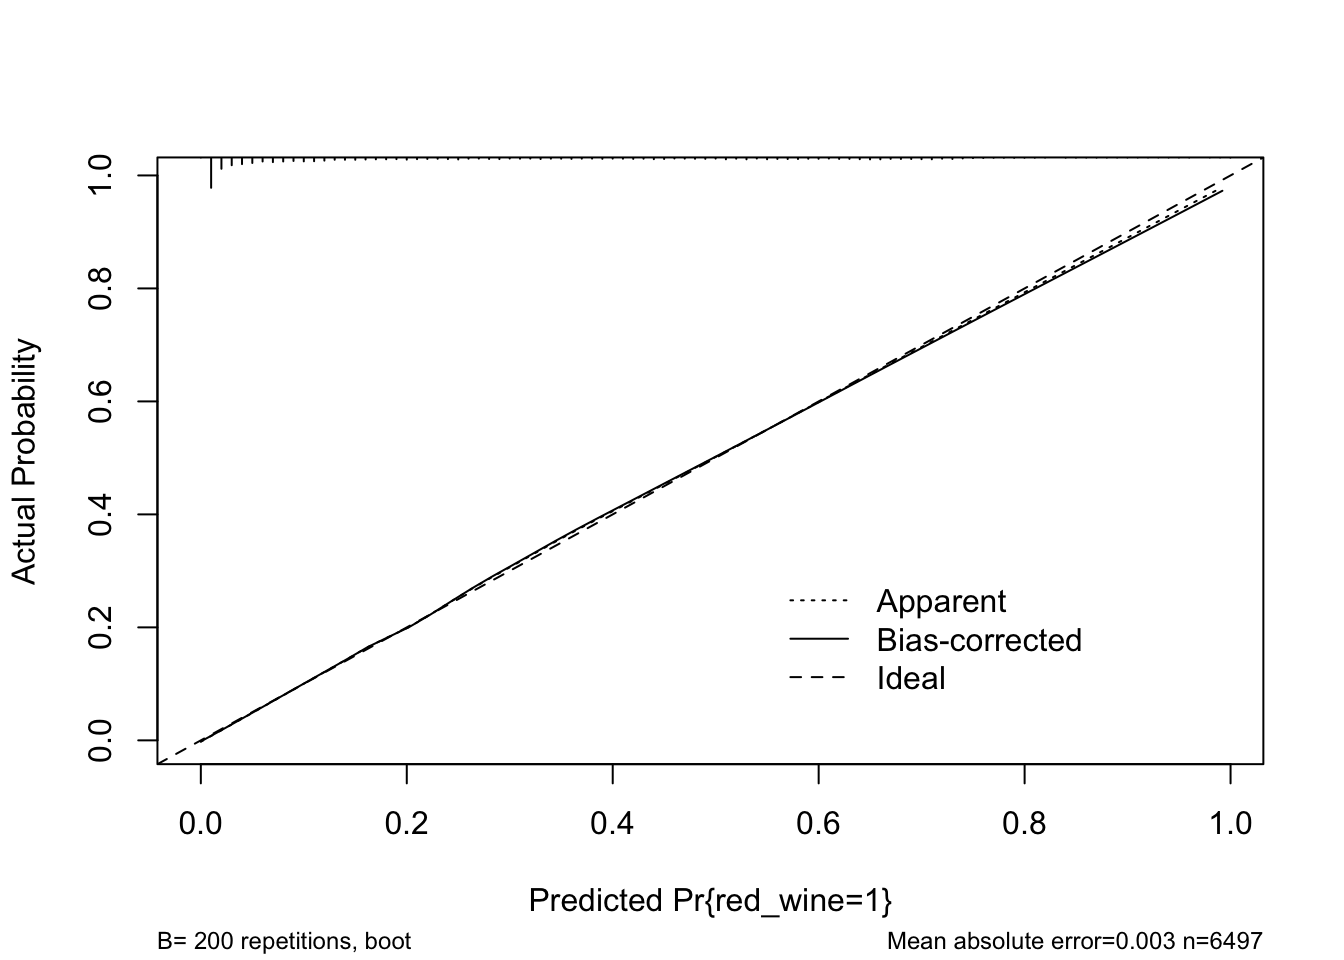 Actual Probability
1.0
0.8
0.6
0.4
0.2
0.0
Apparent
Bias-corrected
Ideal
0.0 0.2 0.4 0.6 0.8 1.0
Predicted Pr{red_wine=1}
B= 200 repetitions, boot
Mean absolute error=0.003 n=6497